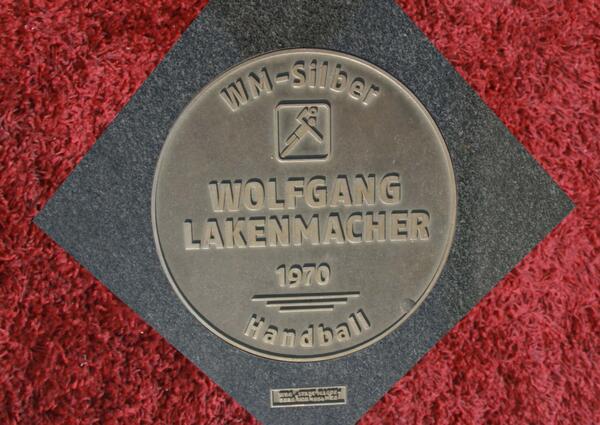 WM-Silber
WOLFGANG
LAKENMACHER
1970
Handball